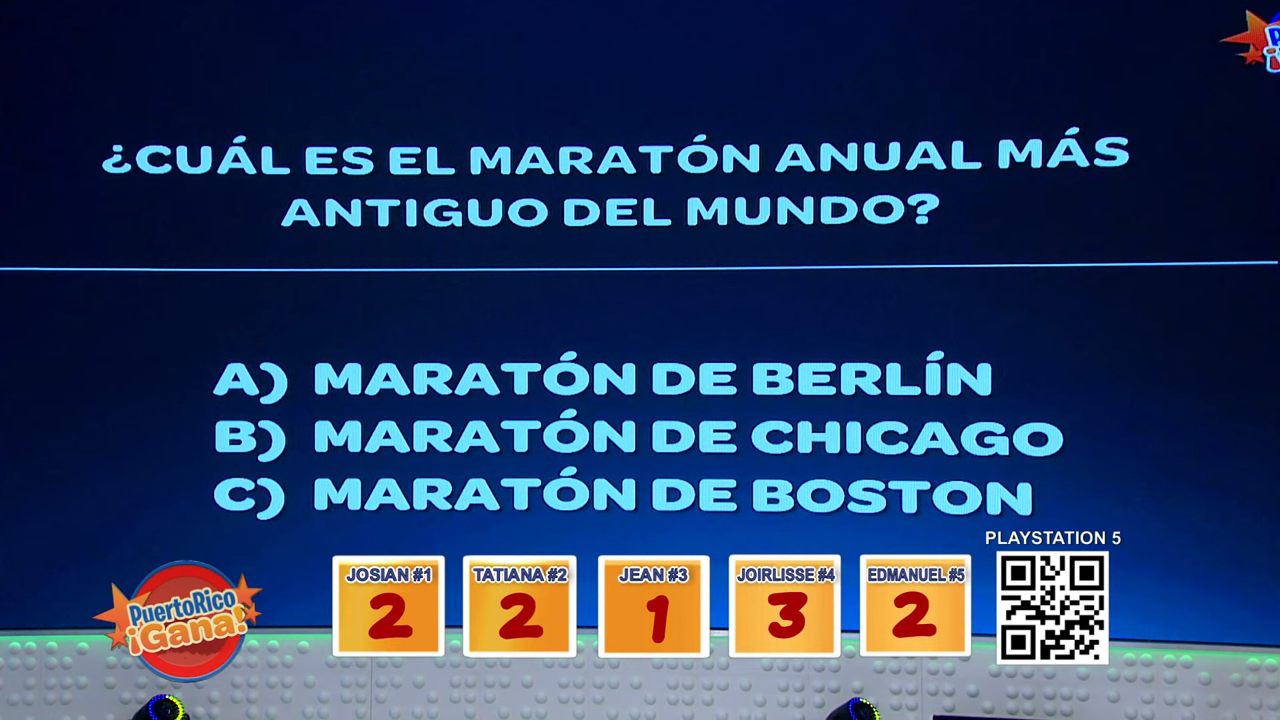 ¿CUÁL ES EL MARATÓN ANUAL MÁS
ANTIGUO DEL MUNDO?
A) MARATÓN DE BERLÍN
B) MARATÓN DE CHICAGO
C) MARATÓN DE BOSTON
PLAYSTATION 5
JOSIAN #1
2
TATIANA #2
2
JEAN #3
1
JOIRLISSE #4
3
EDMANUEL #5
2
PuertoRico
¡Gana!